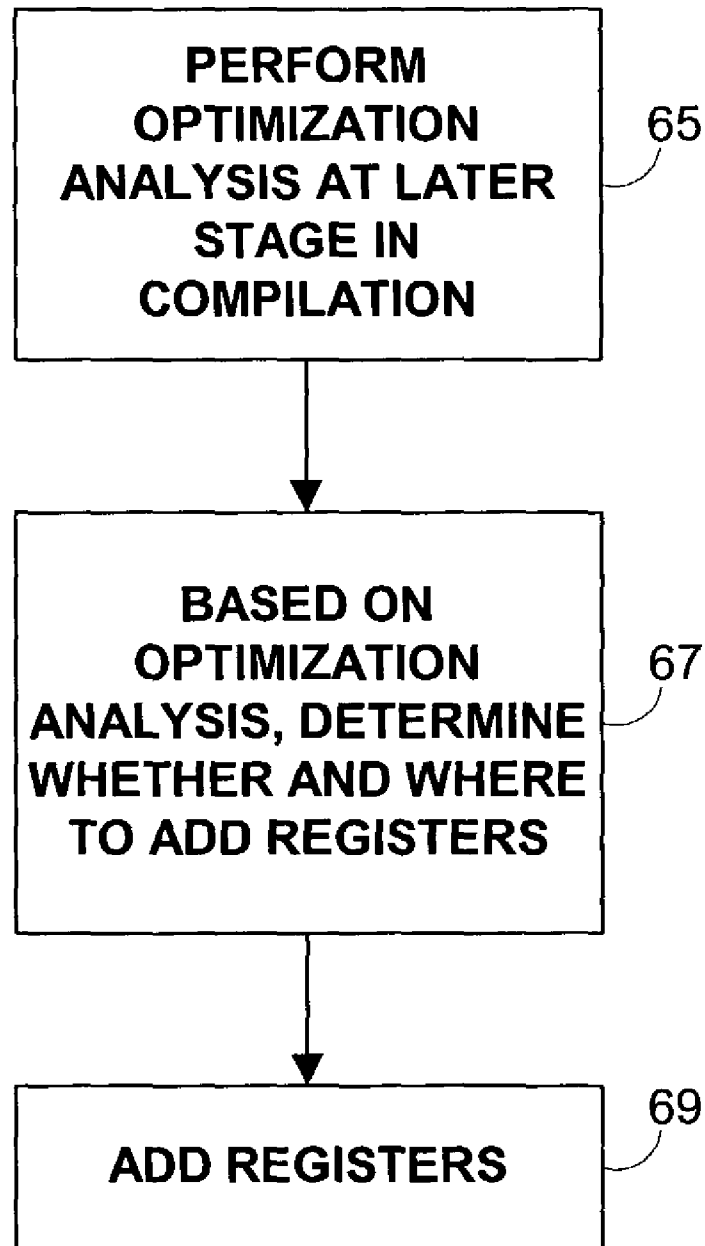 PERFORM
OPTIMIZATION
ANALYSIS AT LATER
STAGE IN
COMPILATION
65
BASED ON
OPTIMIZATION
ANALYSIS, DETERMINE
WHETHER AND WHERE
TO ADD REGISTERS
67
ADD REGISTERS
69